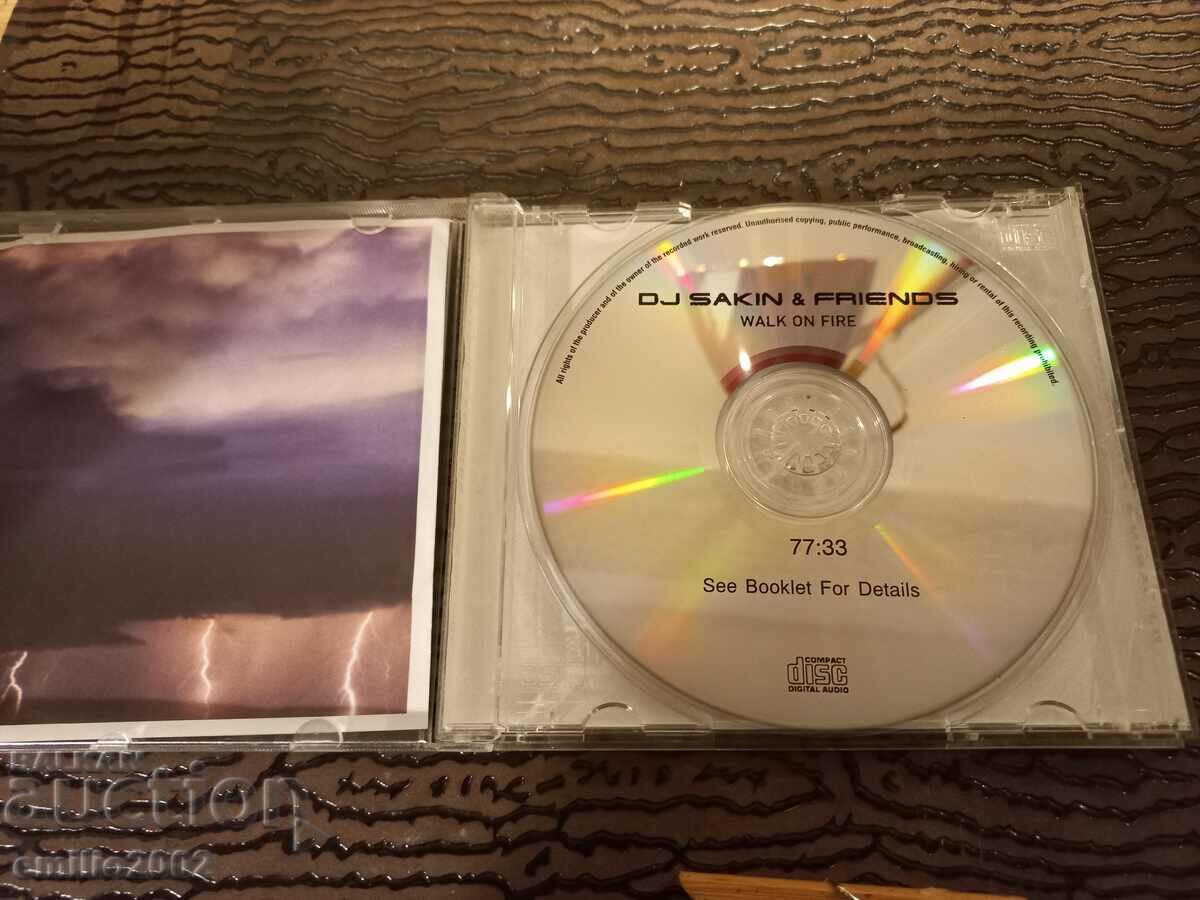 All rights of the producer and of the owner of the recorded work reserved. Unauthorised copying, public performance, broadcasting, hiring or rental of this recording prohibited.
DJ SAKIN & FRIENDS
WALK ON FIRE
77:33
See Booklet For Details
COMPACT
disc
DIGITAL AUDIO
BALKAN
auction
emilie2002